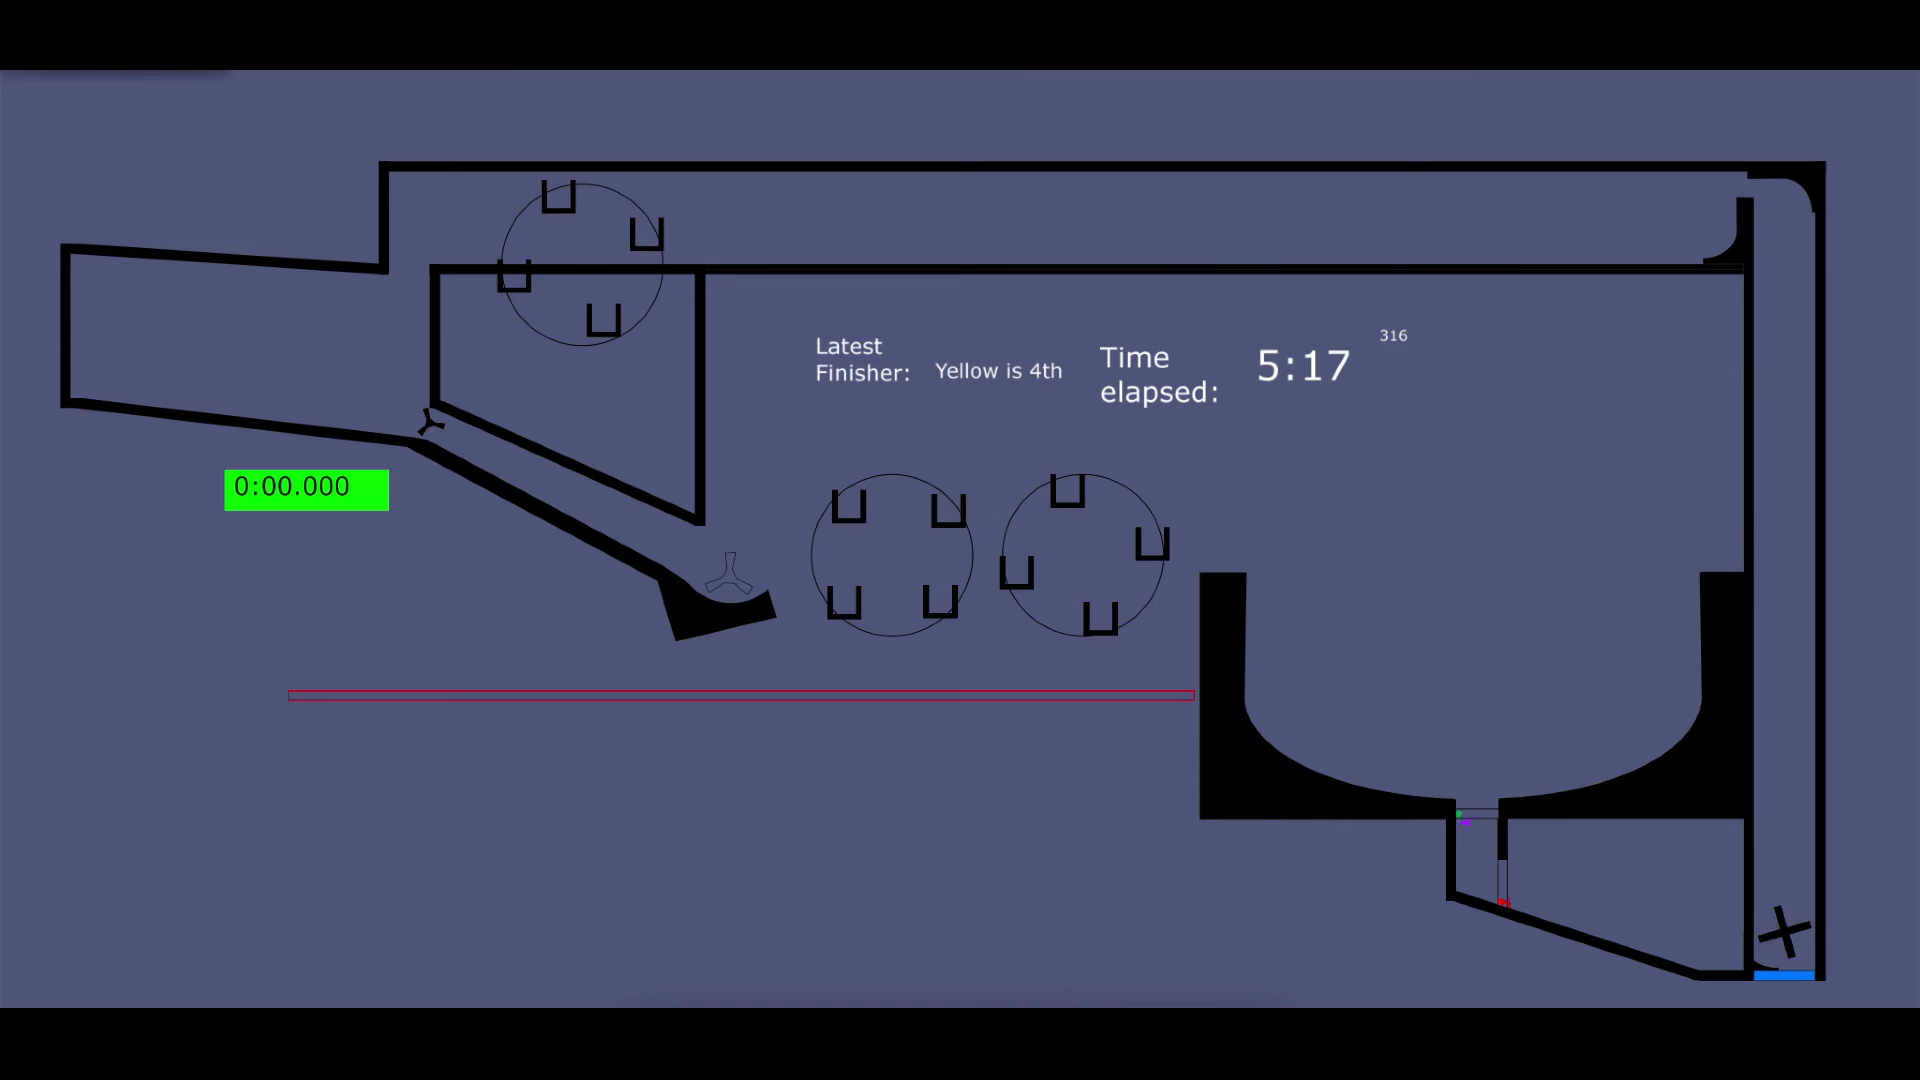 316
Latest
Finisher:
Yellow is 4th
Time
elapsed:
5:17
0:00.000